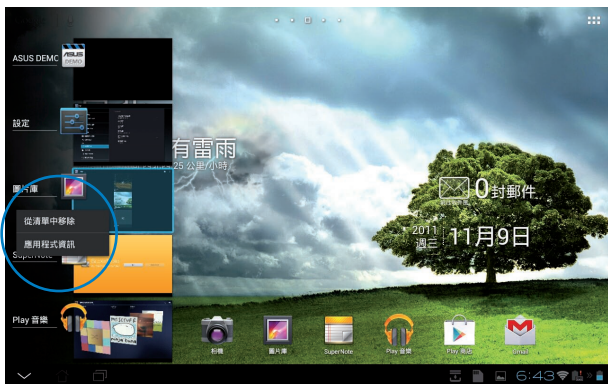 ASUS DEMO
ASUS
DEMO
設定
有雷雨
25 公里/小時
圖片庫
從清單中移除
應用程式資訊
SuperNote
Play 音樂
0封郵件
2011
週三
11月9日
相機
圖片庫
SuperNote
Play 音樂
Play 商店
Gmail
6:43